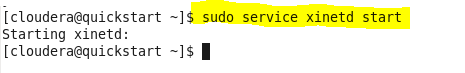 [cloudera@quickstart ~]$ sudo service xinetd start
Starting xinetd:
[cloudera@quickstart ~]$